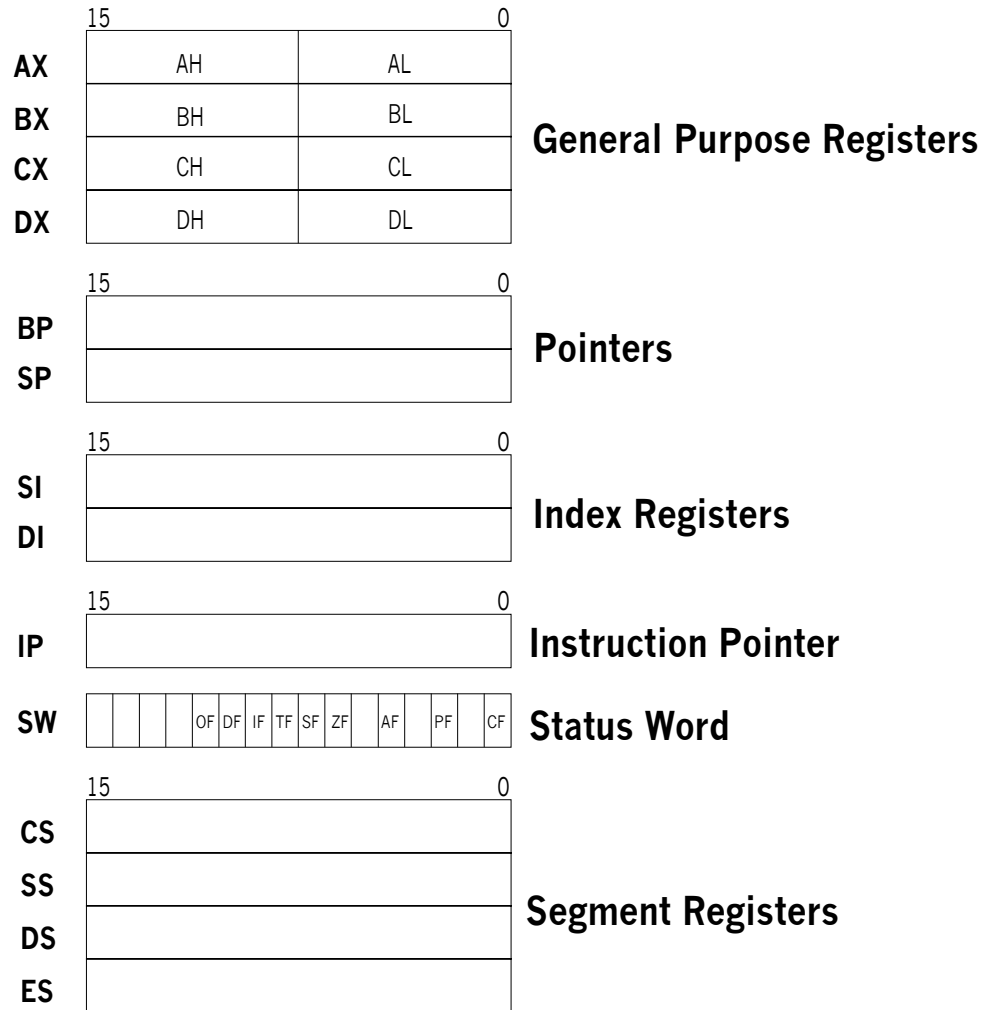 15 0
AX AH AL
BX BH BL
General Purpose Registers
CX CH CL
DX DH DL
15 0
BP
Pointers
SP
15 0
SI
Index Registers
DI
15 0
IP Instruction Pointer
SW OF DF IF TF SF ZF AF PF CF Status Word
15 0
CS
SS
Segment Registers
DS
ES